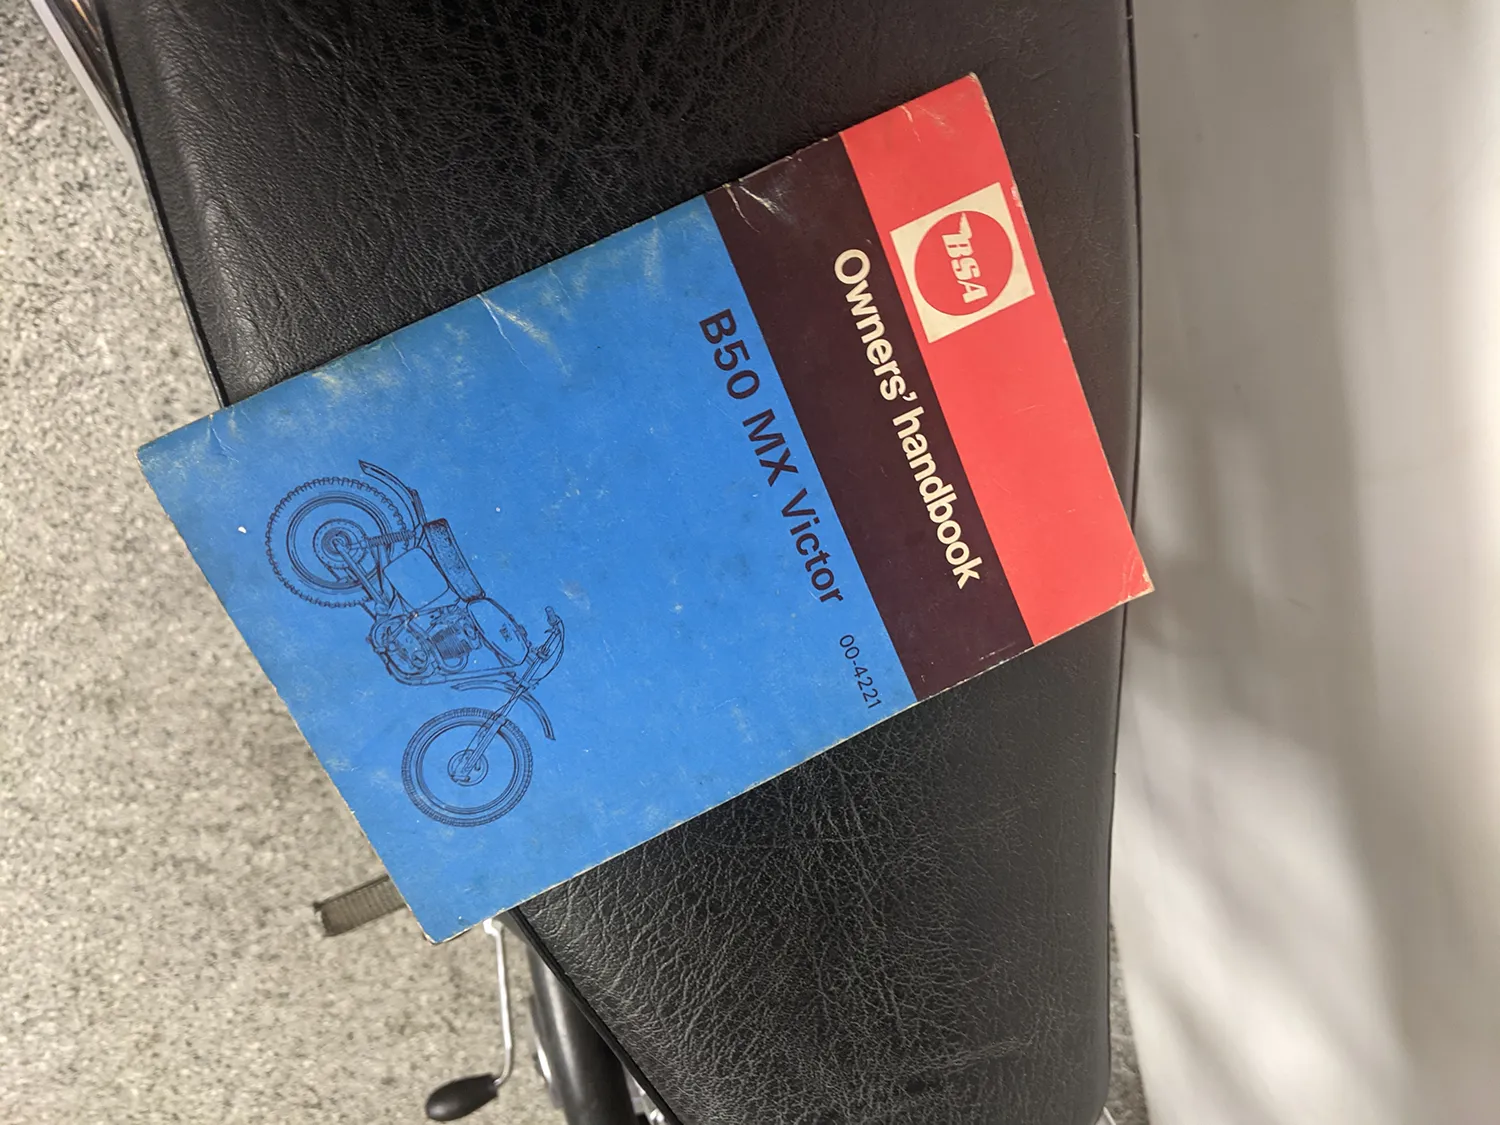 BSA
Owners' handbook
B50 MX Victor
00-4221